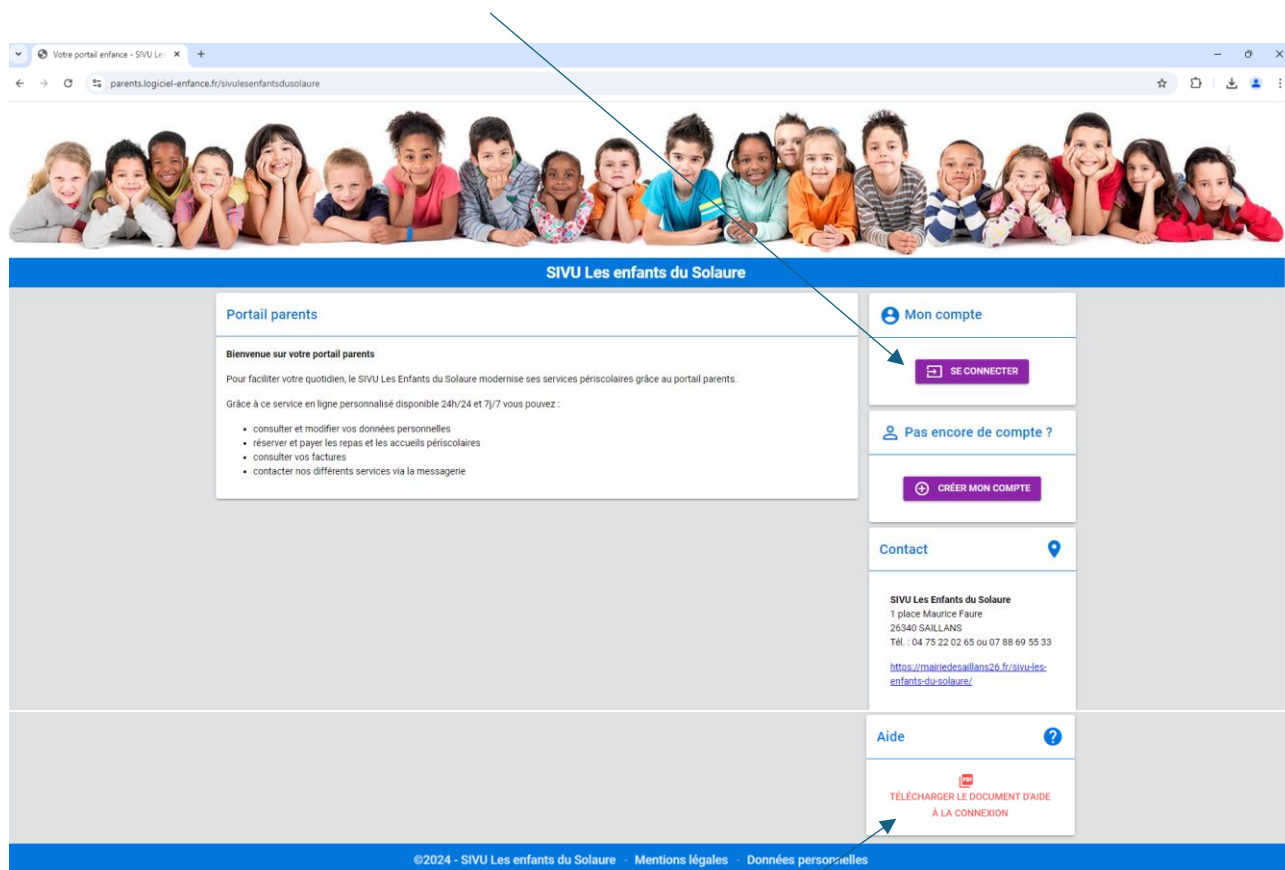 Votre portail enfance - SIVU Le
parents.logiciel-enfance.fr/sivulesenfantsdusolaure
SIVU Les enfants du Solaure
Portail parents
Bienvenue sur votre portail parents
Pour faciliter votre quotidien, le SIVU Les Enfants du Solaure modernise ses services périscolaires grâce au portail parents.
Grâce à ce service en ligne personnalisé disponible 24h/24 et 7j/7 vous pouvez :
• consulter et modifier vos données personnelles
• réserver et payer les repas et les accueils périscolaires
• consulter vos factures
• contacter nos différents services via la messagerie
Mon compte
SE CONNECTER
Pas encore de compte ?
CRÉER MON COMPTE
Contact
SIVU Les Enfants du Solaure
1 place Maurice Faure
26340 SAILLANS
Tél. : 04 75 22 02 65 ou 07 88 69 55 33
https://mairiedesaillans26.fr/sivu-les-
enfants-du-solaure/
Aide
PDF
TÉLÉCHARGER LE DOCUMENT D'AIDE
À LA CONNEXION
©2024 - SIVU Les enfants du Solaure - Mentions légales - Données personnelles